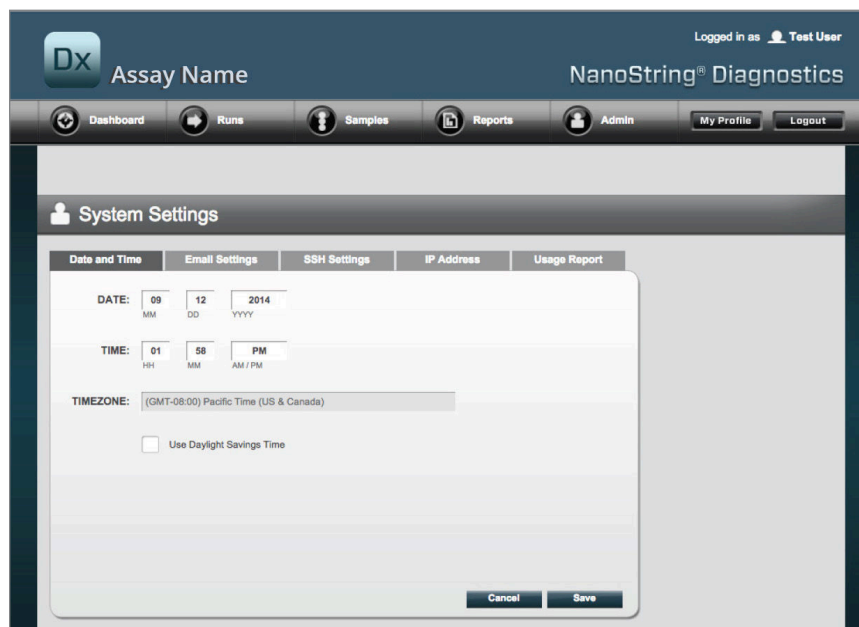 Logged in as Test User
Dx Assay Name
NanoString® Diagnostics
Dashboard Runs Samples Reports Admin My Profile Logout
System Settings
Date and Time Email Settings SSH Settings IP Address Usage Report
DATE: 09 12 2014
MM DD YYYY
TIME: 01 58 PM
HH MM AM / PM
TIMEZONE: (GMT-08:00) Pacific Time (US & Canada)
Use Daylight Savings Time
Cancel Save